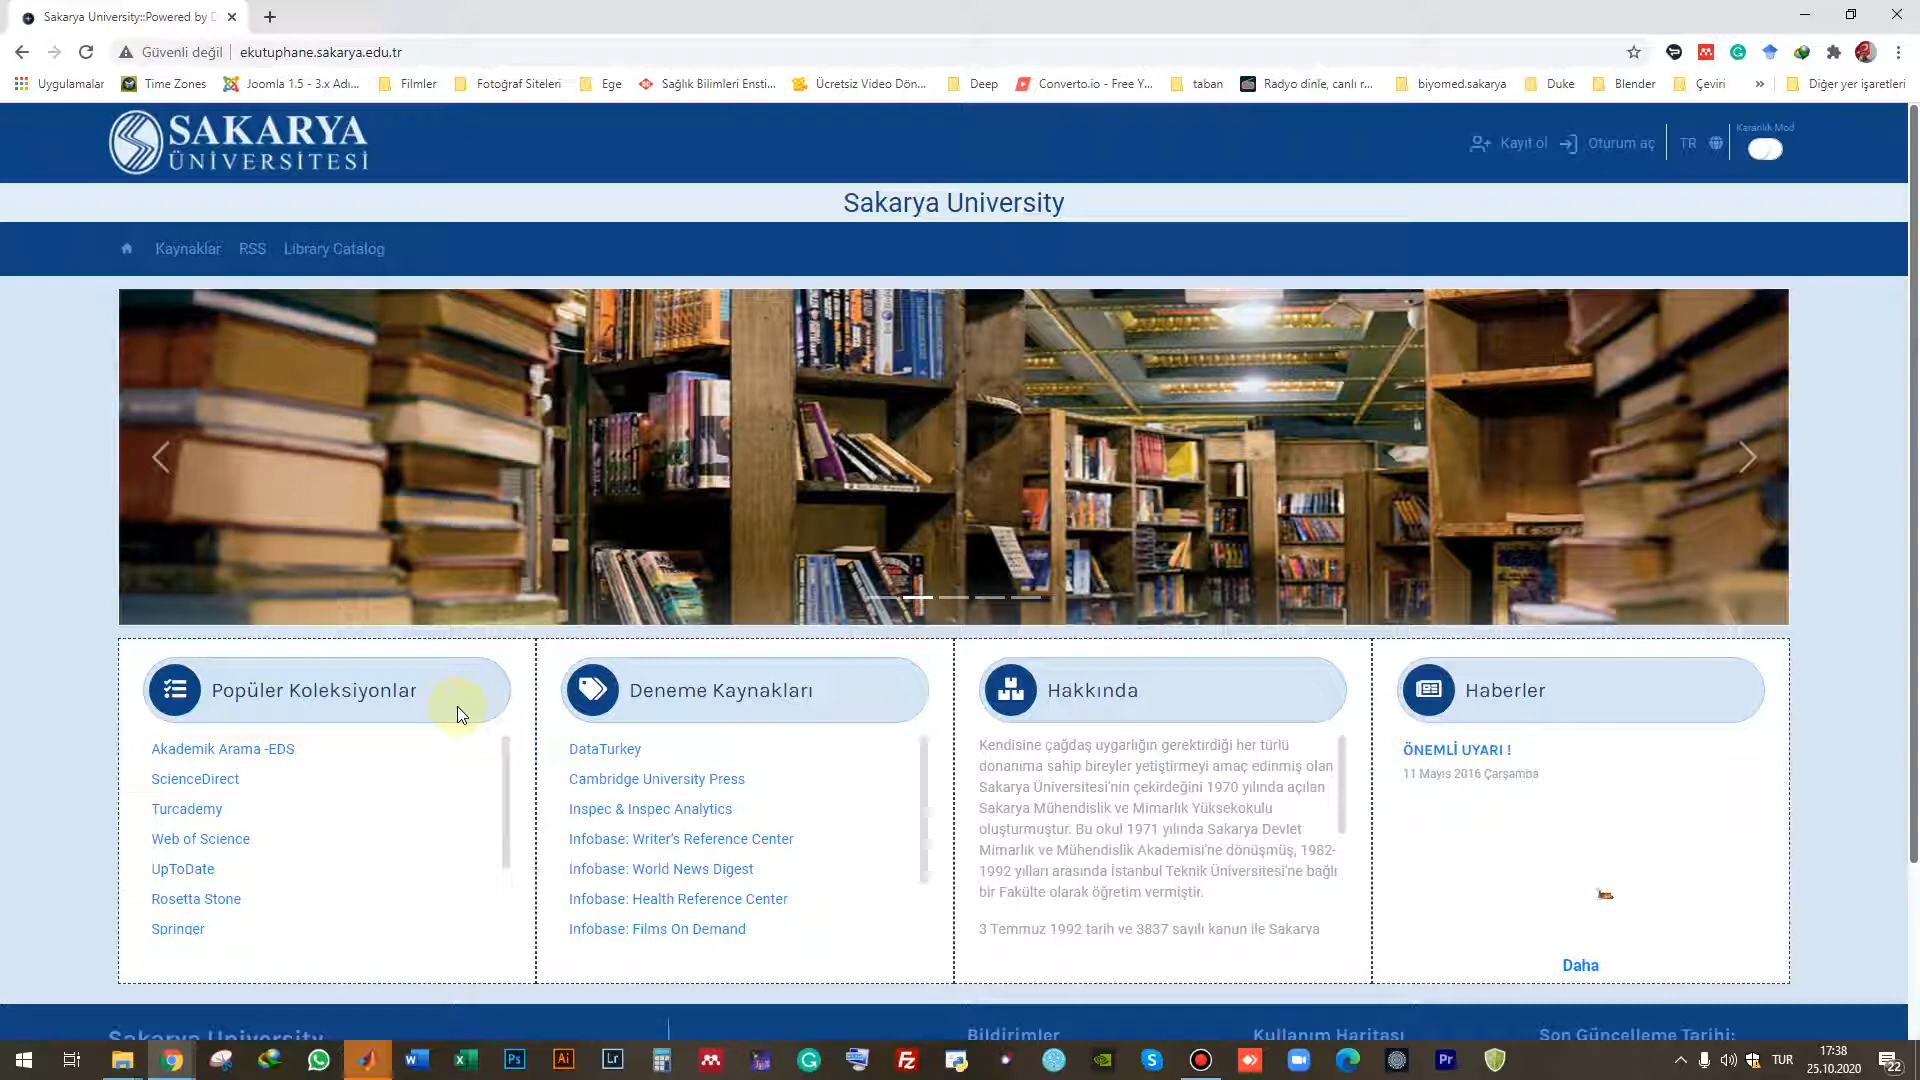 Sakarya University::Powered by D
Güvenli değil
ekutuphane.sakarya.edu.tr
Uygulamalar
Time Zones
Joomla 1.5 - 3.x Adı...
Filmler
Fotoğraf Siteleri
Ege
Sağlık Bilimleri Ensti...
Ücretsiz Video Dön...
Deep
Converto.io - Free Y...
taban
Radyo dinle, canlı r...
biyomed.sakarya
Duke
Blender
Çeviri
»
Diğer yer işaretleri
SAKARYA
ÜNİVERSİTESİ
Kayıt ol
Oturum aç
TR
Karanlık Mod
Sakarya University
Kaynaklar
RSS
Library Catalog
Popüler Koleksiyonlar
Akademik Arama -EDS
ScienceDirect
Turcademy
Web of Science
UpToDate
Rosetta Stone
Springer
Deneme Kaynakları
DataTurkey
Cambridge University Press
Inspec & Inspec Analytics
Infobase: Writer's Reference Center
Infobase: World News Digest
Infobase: Health Reference Center
Infobase: Films On Demand
Hakkında
Kendisine çağdaş uygarlığın gerektirdiği her türlü
donanıma sahip bireyler yetiştirmeyi amaç edinmiş olan
Sakarya Üniversitesi'nin çekirdeğini 1970 yılında açılan
Sakarya Mühendislik ve Mimarlık Yüksekokulu
oluşturmuştur. Bu okul 1971 yılında Sakarya Devlet
Mimarlık ve Mühendislik Akademisi'ne dönüşmüş, 1982-
1992 yılları arasında İstanbul Teknik Üniversitesi'ne bağlı
bir Fakülte olarak öğretim vermiştir.
3 Temmuz 1992 tarih ve 3837 sayılı kanun ile Sakarya
Haberler
ÖNEMLİ UYARI !
11 Mayıs 2016 Çarşamba
Daha
Sakarya University
Bildirimler
Kullanım Haritası
Son Güncelleme Tarihi:
Ps
Ai
Lr
Pr
TUR
17:38
25.10.2020
22